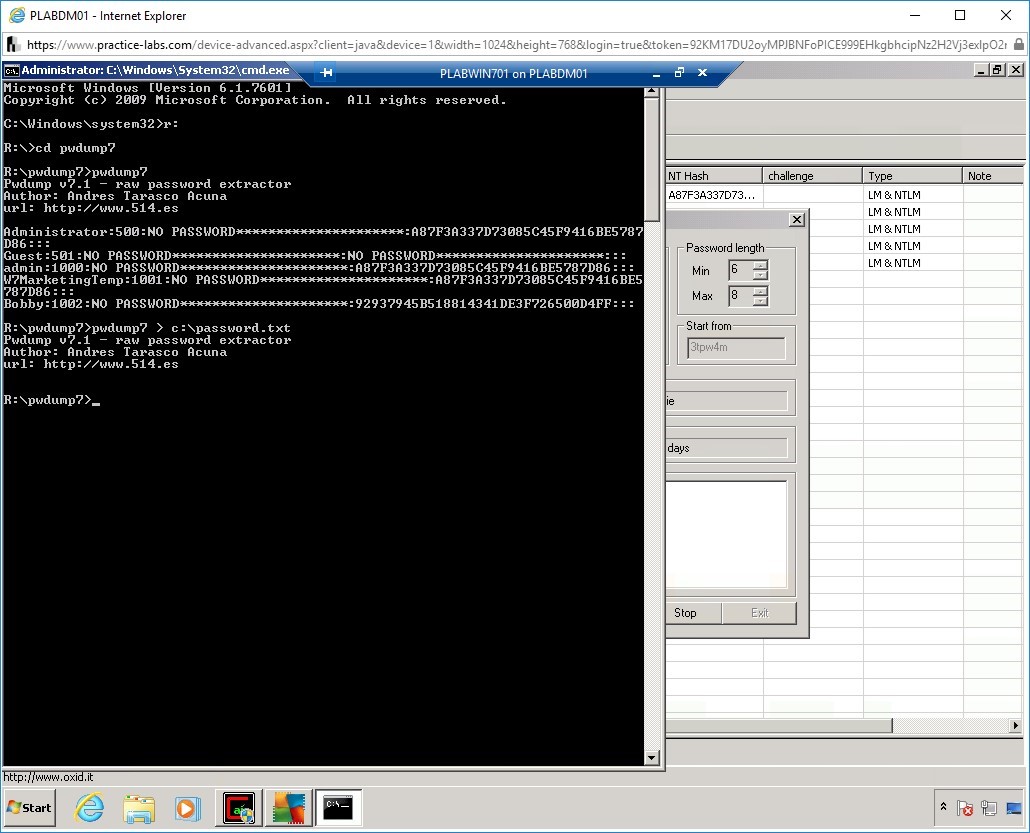 PLABDM01 - Internet Explorer
https://www.practice-labs.com/device-advanced.aspx?client=java&device=1&width=1024&height=768&login=true&token=92KM17DU2oyMPJBNFoPICE999EHkgbhcipNz2H2Vj3exIpO2r
Administrator: C:\Windows\System32\cmd.exe
PLABWIN701 on PLABDM01
Microsoft Windows [Version 6.1.7601]
Copyright (c) 2009 Microsoft Corporation.  All rights reserved.
C:\Windows\system32>r:
R:\>cd pwdump7
R:\pwdump7>pwdump7
Pwdump v7.1 - raw password extractor
Author: Andres Tarasco Acuna
url: http://www.514.es
Administrator:500:NO PASSWORD*********************:A87F3A337D73085C45F9416BE5787
D86:::
Guest:501:NO PASSWORD*********************:NO PASSWORD*********************:::
admin:1000:NO PASSWORD*********************:A87F3A337D73085C45F9416BE5787D86:::
W7MarketingTemp:1001:NO PASSWORD*********************:A87F3A337D73085C45F9416BE5
787D86:::
Bobby:1002:NO PASSWORD*********************:92937945B518814341DE3F726500D4FF:::
R:\pwdump7>pwdump7 > c:\password.txt
Pwdump v7.1 - raw password extractor
Author: Andres Tarasco Acuna
url: http://www.514.es
R:\pwdump7>_
NT Hash challenge Type Note
A87F3A337D73... LM & NTLM
LM & NTLM
LM & NTLM
LM & NTLM
LM & NTLM
Password length
Min 6
Max 8
Start from
3tpw4m
ie
days
Stop Exit
http://www.oxid.it
Start